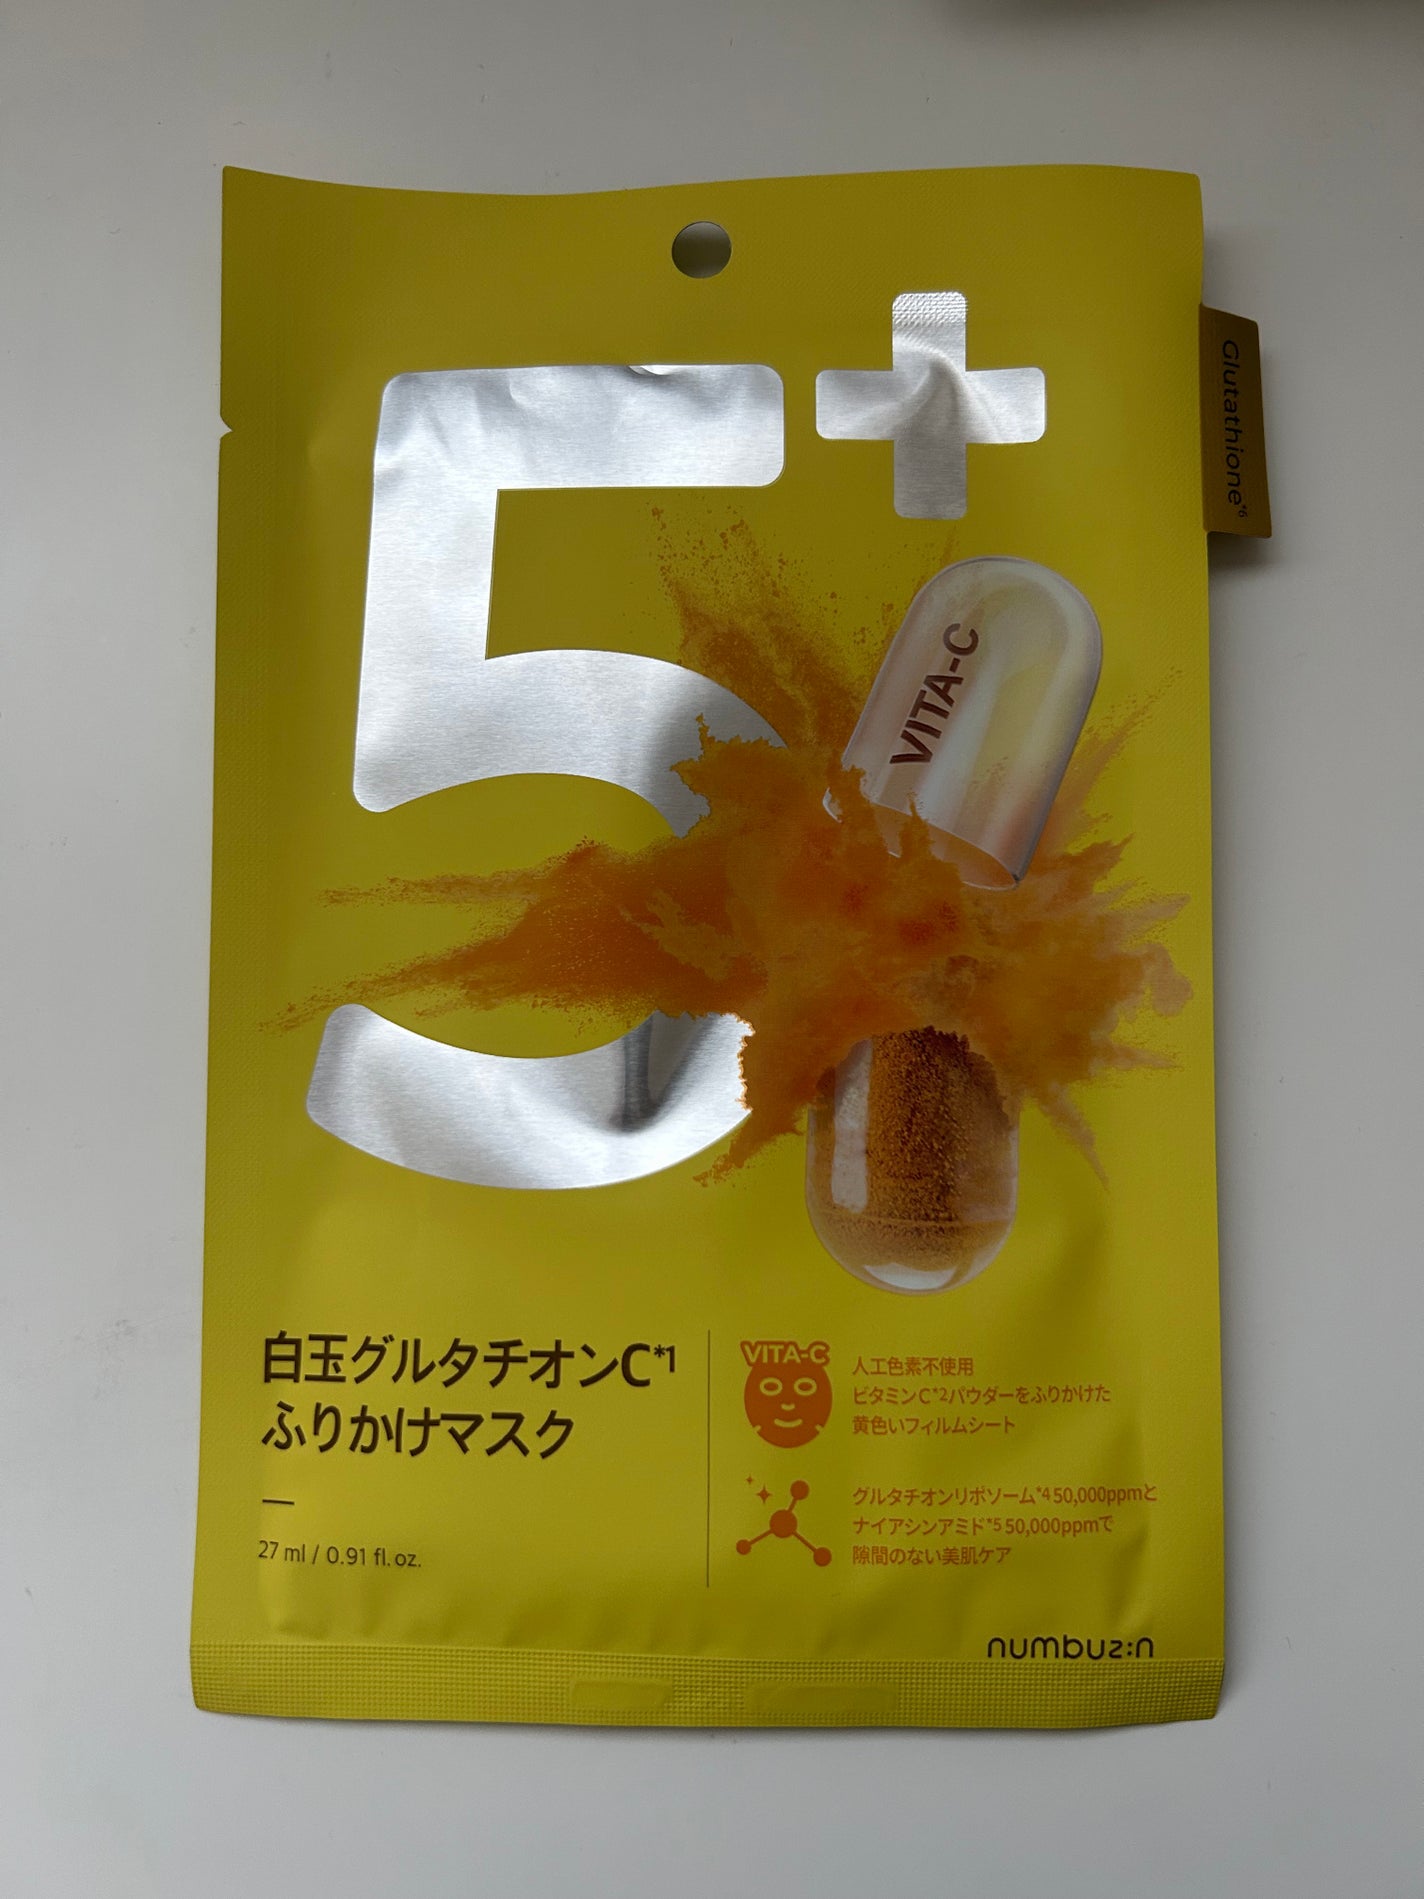 5+
Glutathione*6
VITA-C
白玉グルタチオンC*1
ふりかけマスク
27 ml / 0.91 fl. oz.
VITA-C
人工色素不使用
ビタミンC*2パウダーをふりかけた
黄色いフィルムシート
グルタチオンリポソーム*4 50,000ppmと
ナイアシンアミド*5 50,000ppmで
隙間のない美肌ケア
numbuz:n